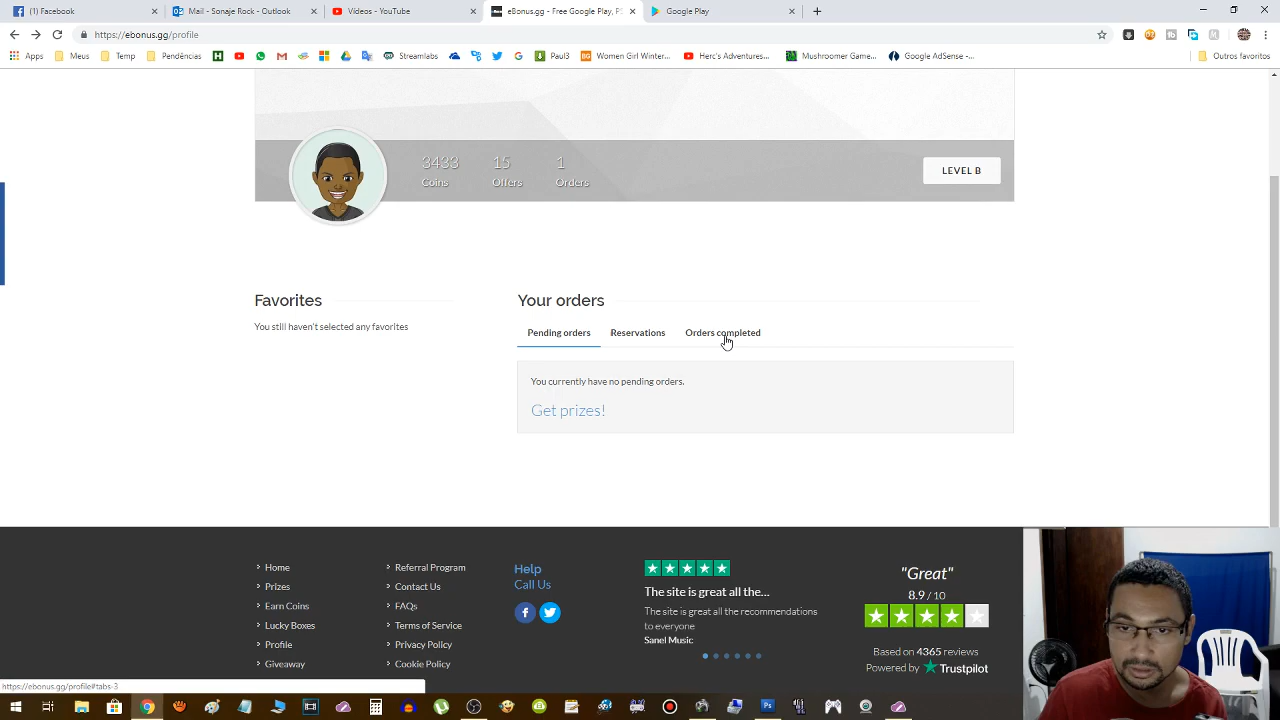 (1) Facebook
Mail - Sonaje Rock - Outlook
Videos - YouTube
eBonus.gg - Free Google Play, PS
Google Play
https://ebonus.gg/profile
Apps
Meus
Temp
Pendências
Streamlabs
Paul3
Women Girl Winter...
Herc's Adventures...
Mushroomer Game...
Google AdSense -...
Outros favoritos
3433
15
1
Coins
Offers
Orders
LEVEL B
Favorites
You still haven't selected any favorites
Your orders
Pending orders
Reservations
Orders completed
You currently have no pending orders.
Get prizes!
Home
Prizes
Earn Coins
Lucky Boxes
Profile
Giveaway
Referral Program
Contact Us
FAQs
Terms of Service
Privacy Policy
Cookie Policy
Help
Call Us
The site is great all the...
The site is great all the recommendations
to everyone
Sanel Music
"Great"
8.9 / 10
Based on 4365 reviews
Powered by Trustpilot
https://ebonus.gg/profile#tabs-3